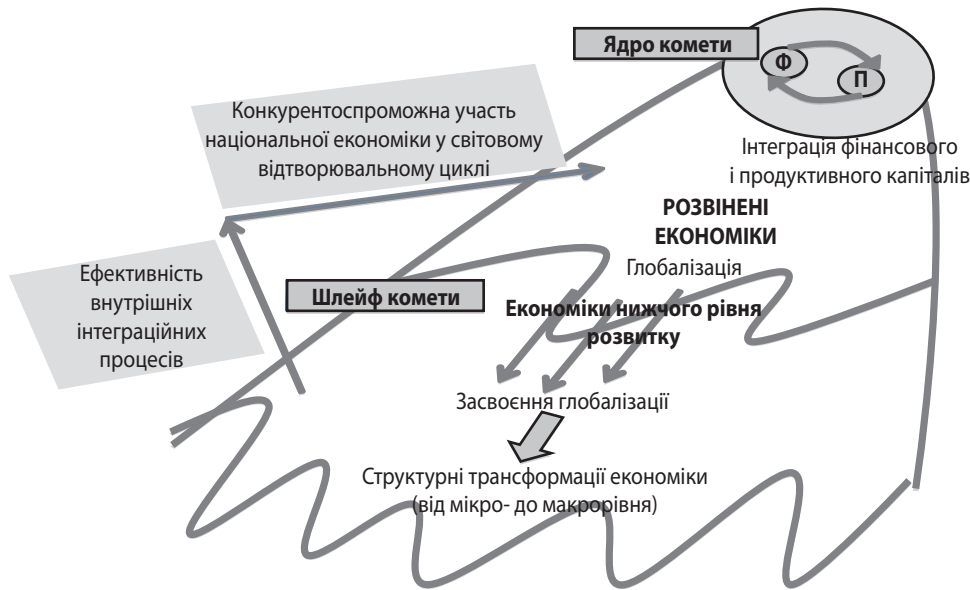 Ядро комети
Ф
П
Конкурентоспроможна участь
національної економіки у світовому
відтворювальному циклі
Інтеграція фінансового
і продуктивного капіталів
РОЗВІНЕНІ
ЕКОНОМІКИ
Глобалізація
Ефективність
внутрішніх
інтеграційних
процесів
Шлейф комети
Економіки нижчого рівня
розвитку
Засвоєння глобалізації
Структурні трансформації економіки
(від мікро- до макрорівня)